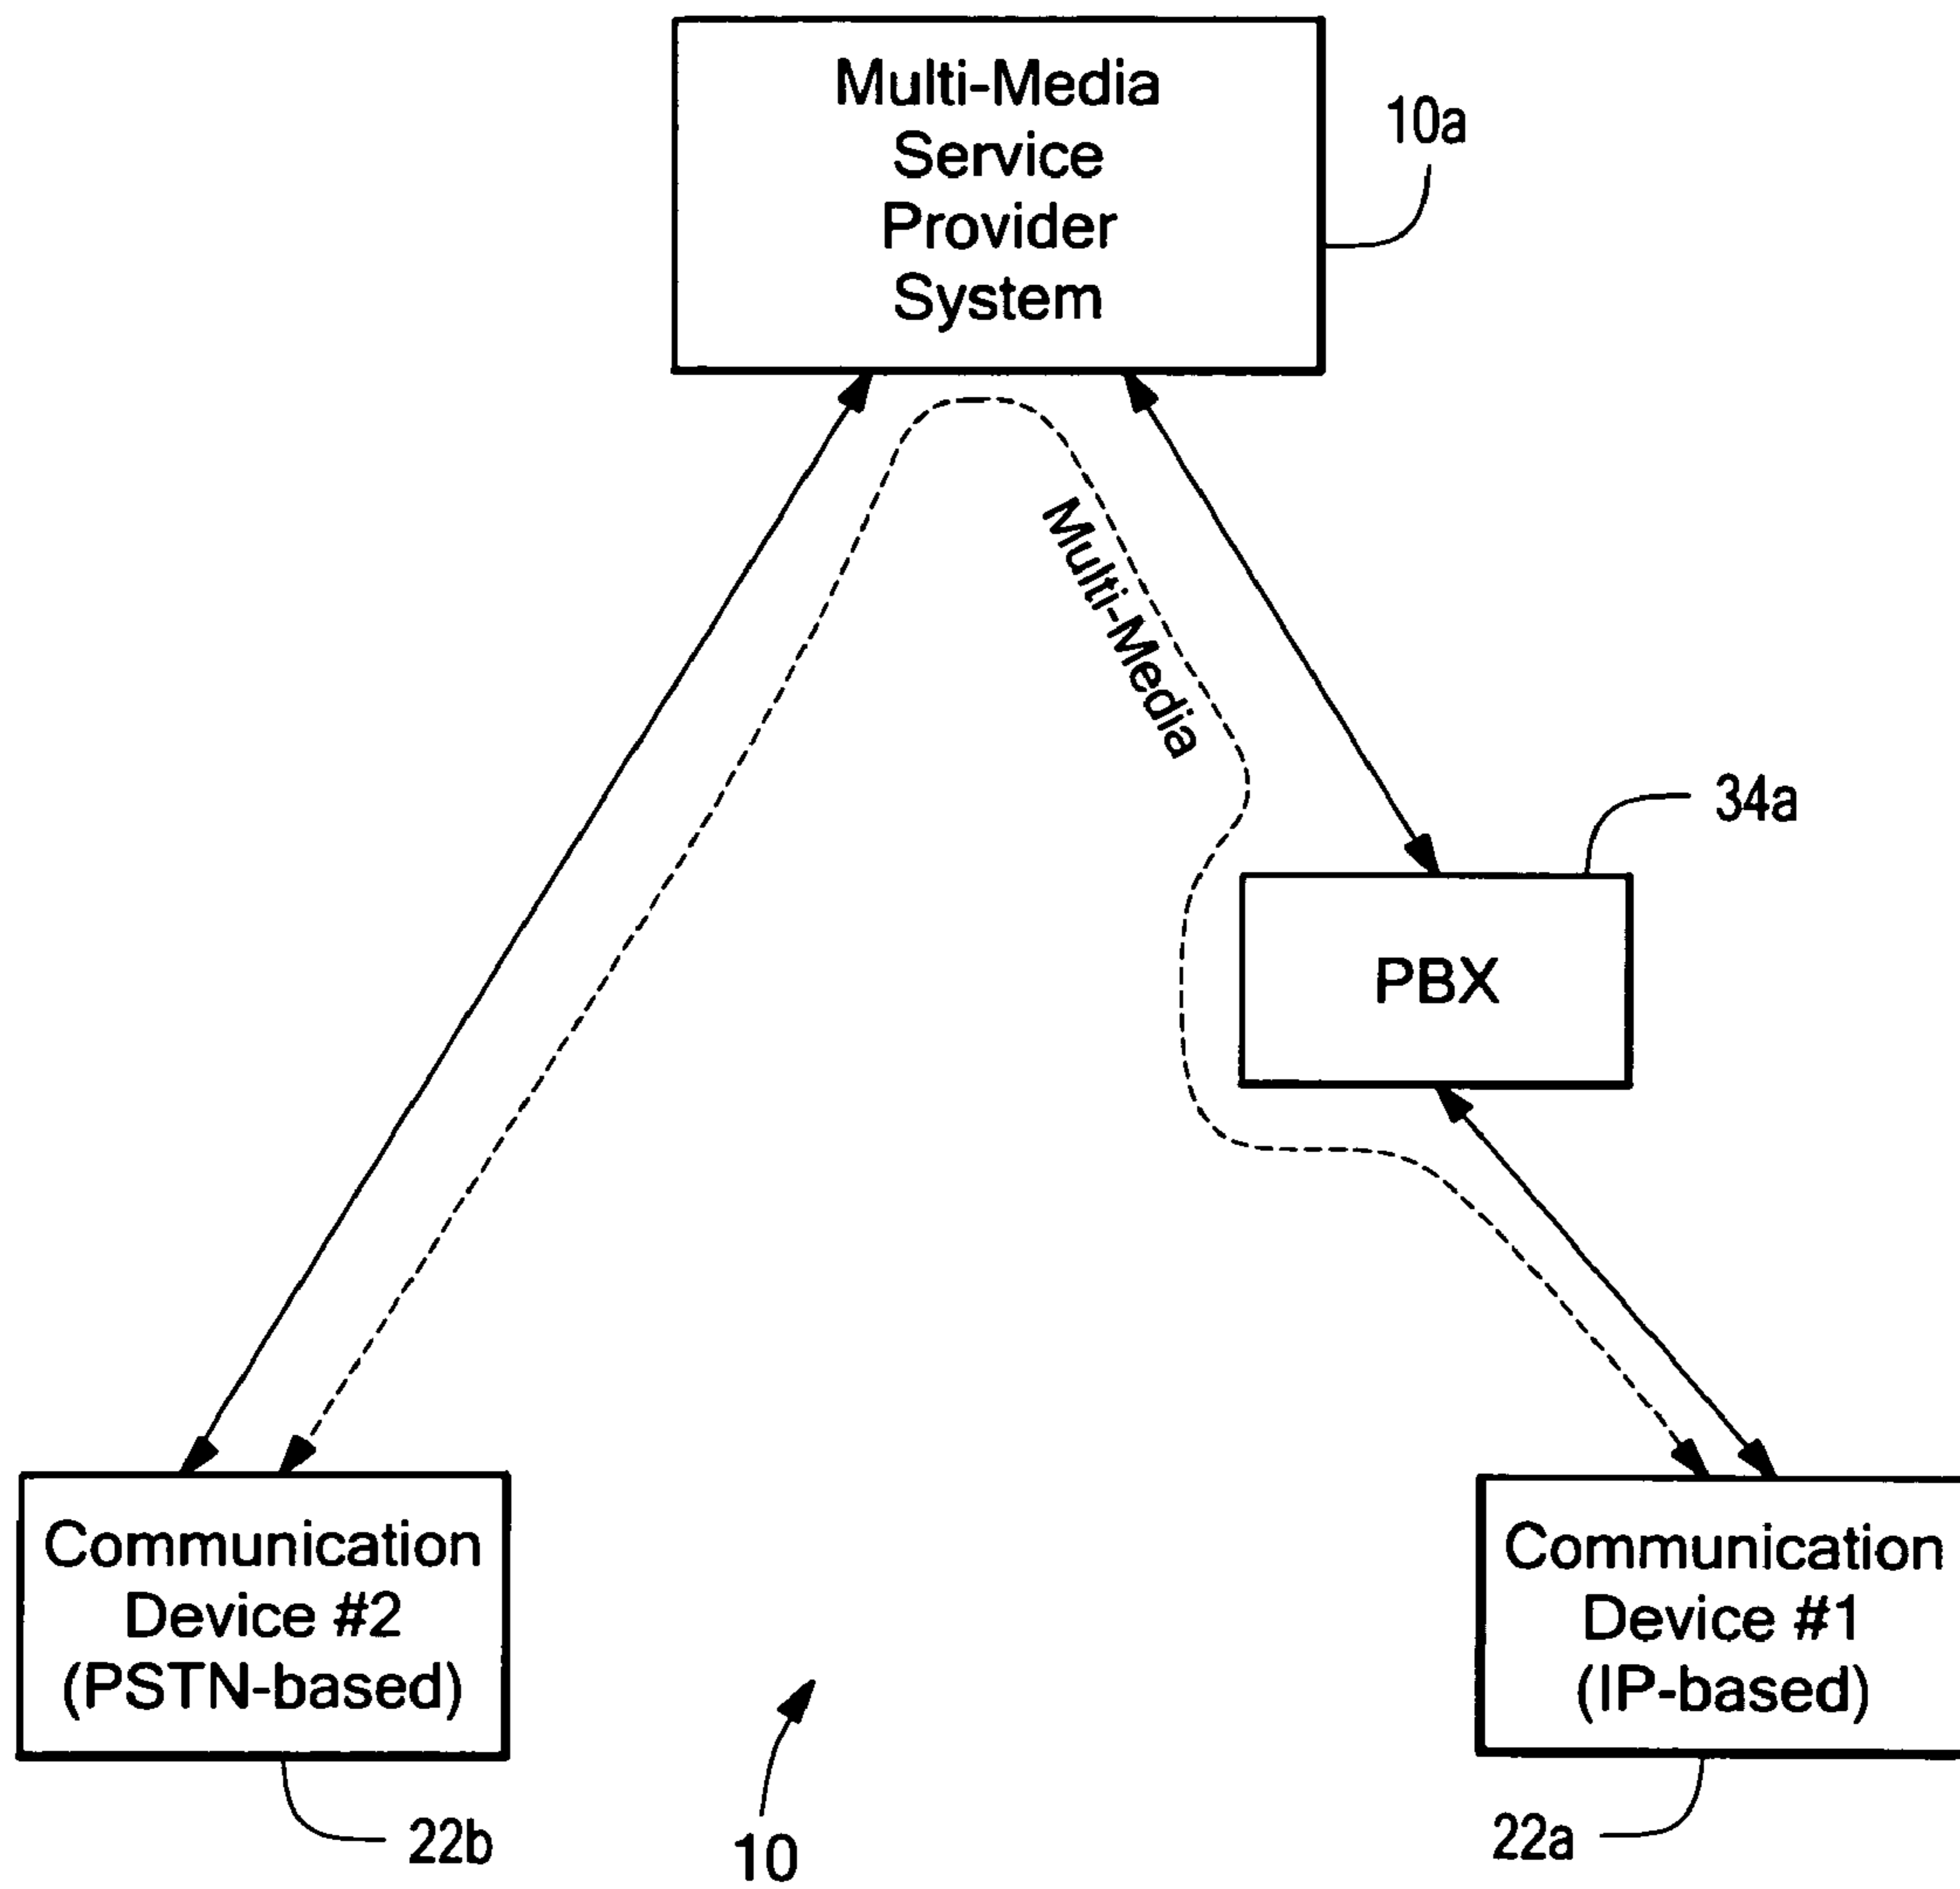 Multi-Media
Service
Provider
System
10a
Multi-Media
34a
PBX
Communication
Device #2
(PSTN-based)
Communication
Device #1
(IP-based)
22b
10
22a